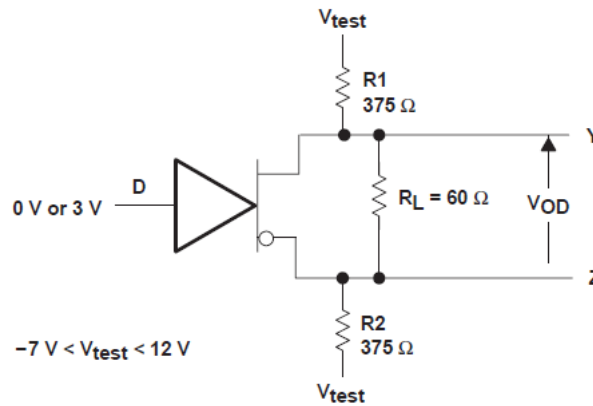 Vtest
R1
375 Ω
Y
D
0 V or 3 V
RL = 60 Ω
VOD
Z
R2
375 Ω
−7 V < Vtest < 12 V
Vtest